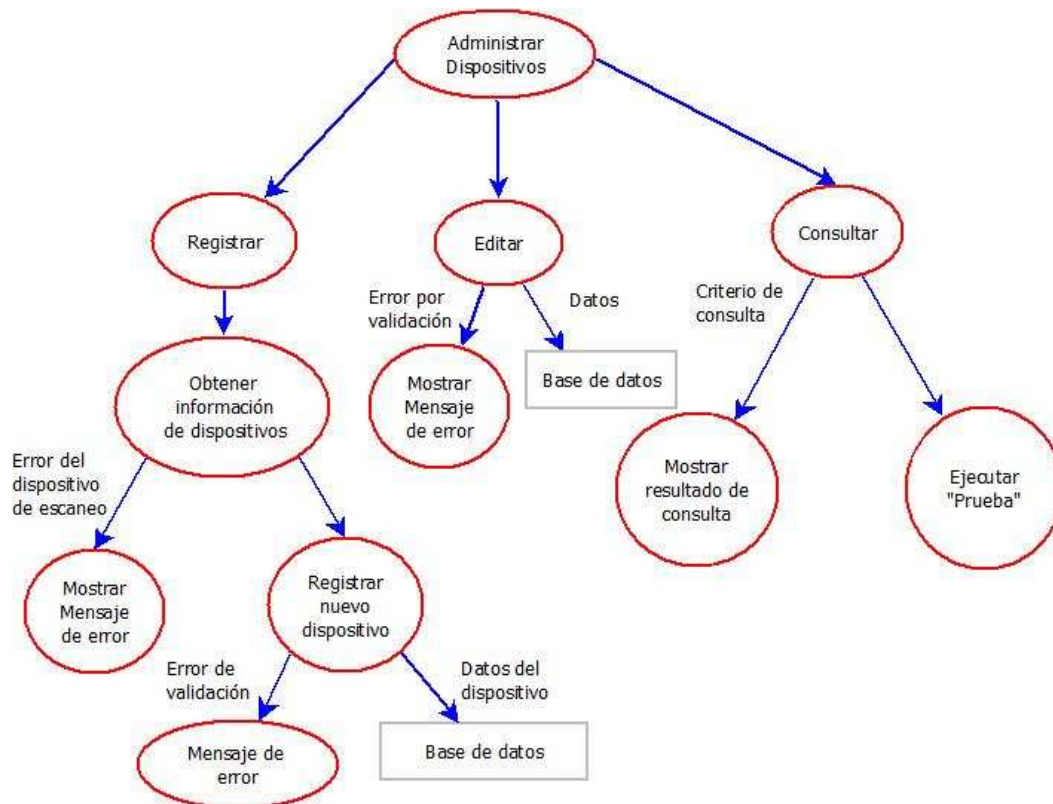 Administrar
Dispositivos
Registrar
Editar
Consultar
Error por
validación
Datos
Criterio de
consulta
Obtener
información
de dispositivos
Mostrar
Mensaje
de error
Base de datos
Error del
dispositivo
de escaneo
Mostrar
resultado de
consulta
Ejecutar
"Prueba"
Mostrar
Mensaje
de error
Registrar
nuevo
dispositivo
Error de
validación
Datos del
dispositivo
Mensaje de
error
Base de datos